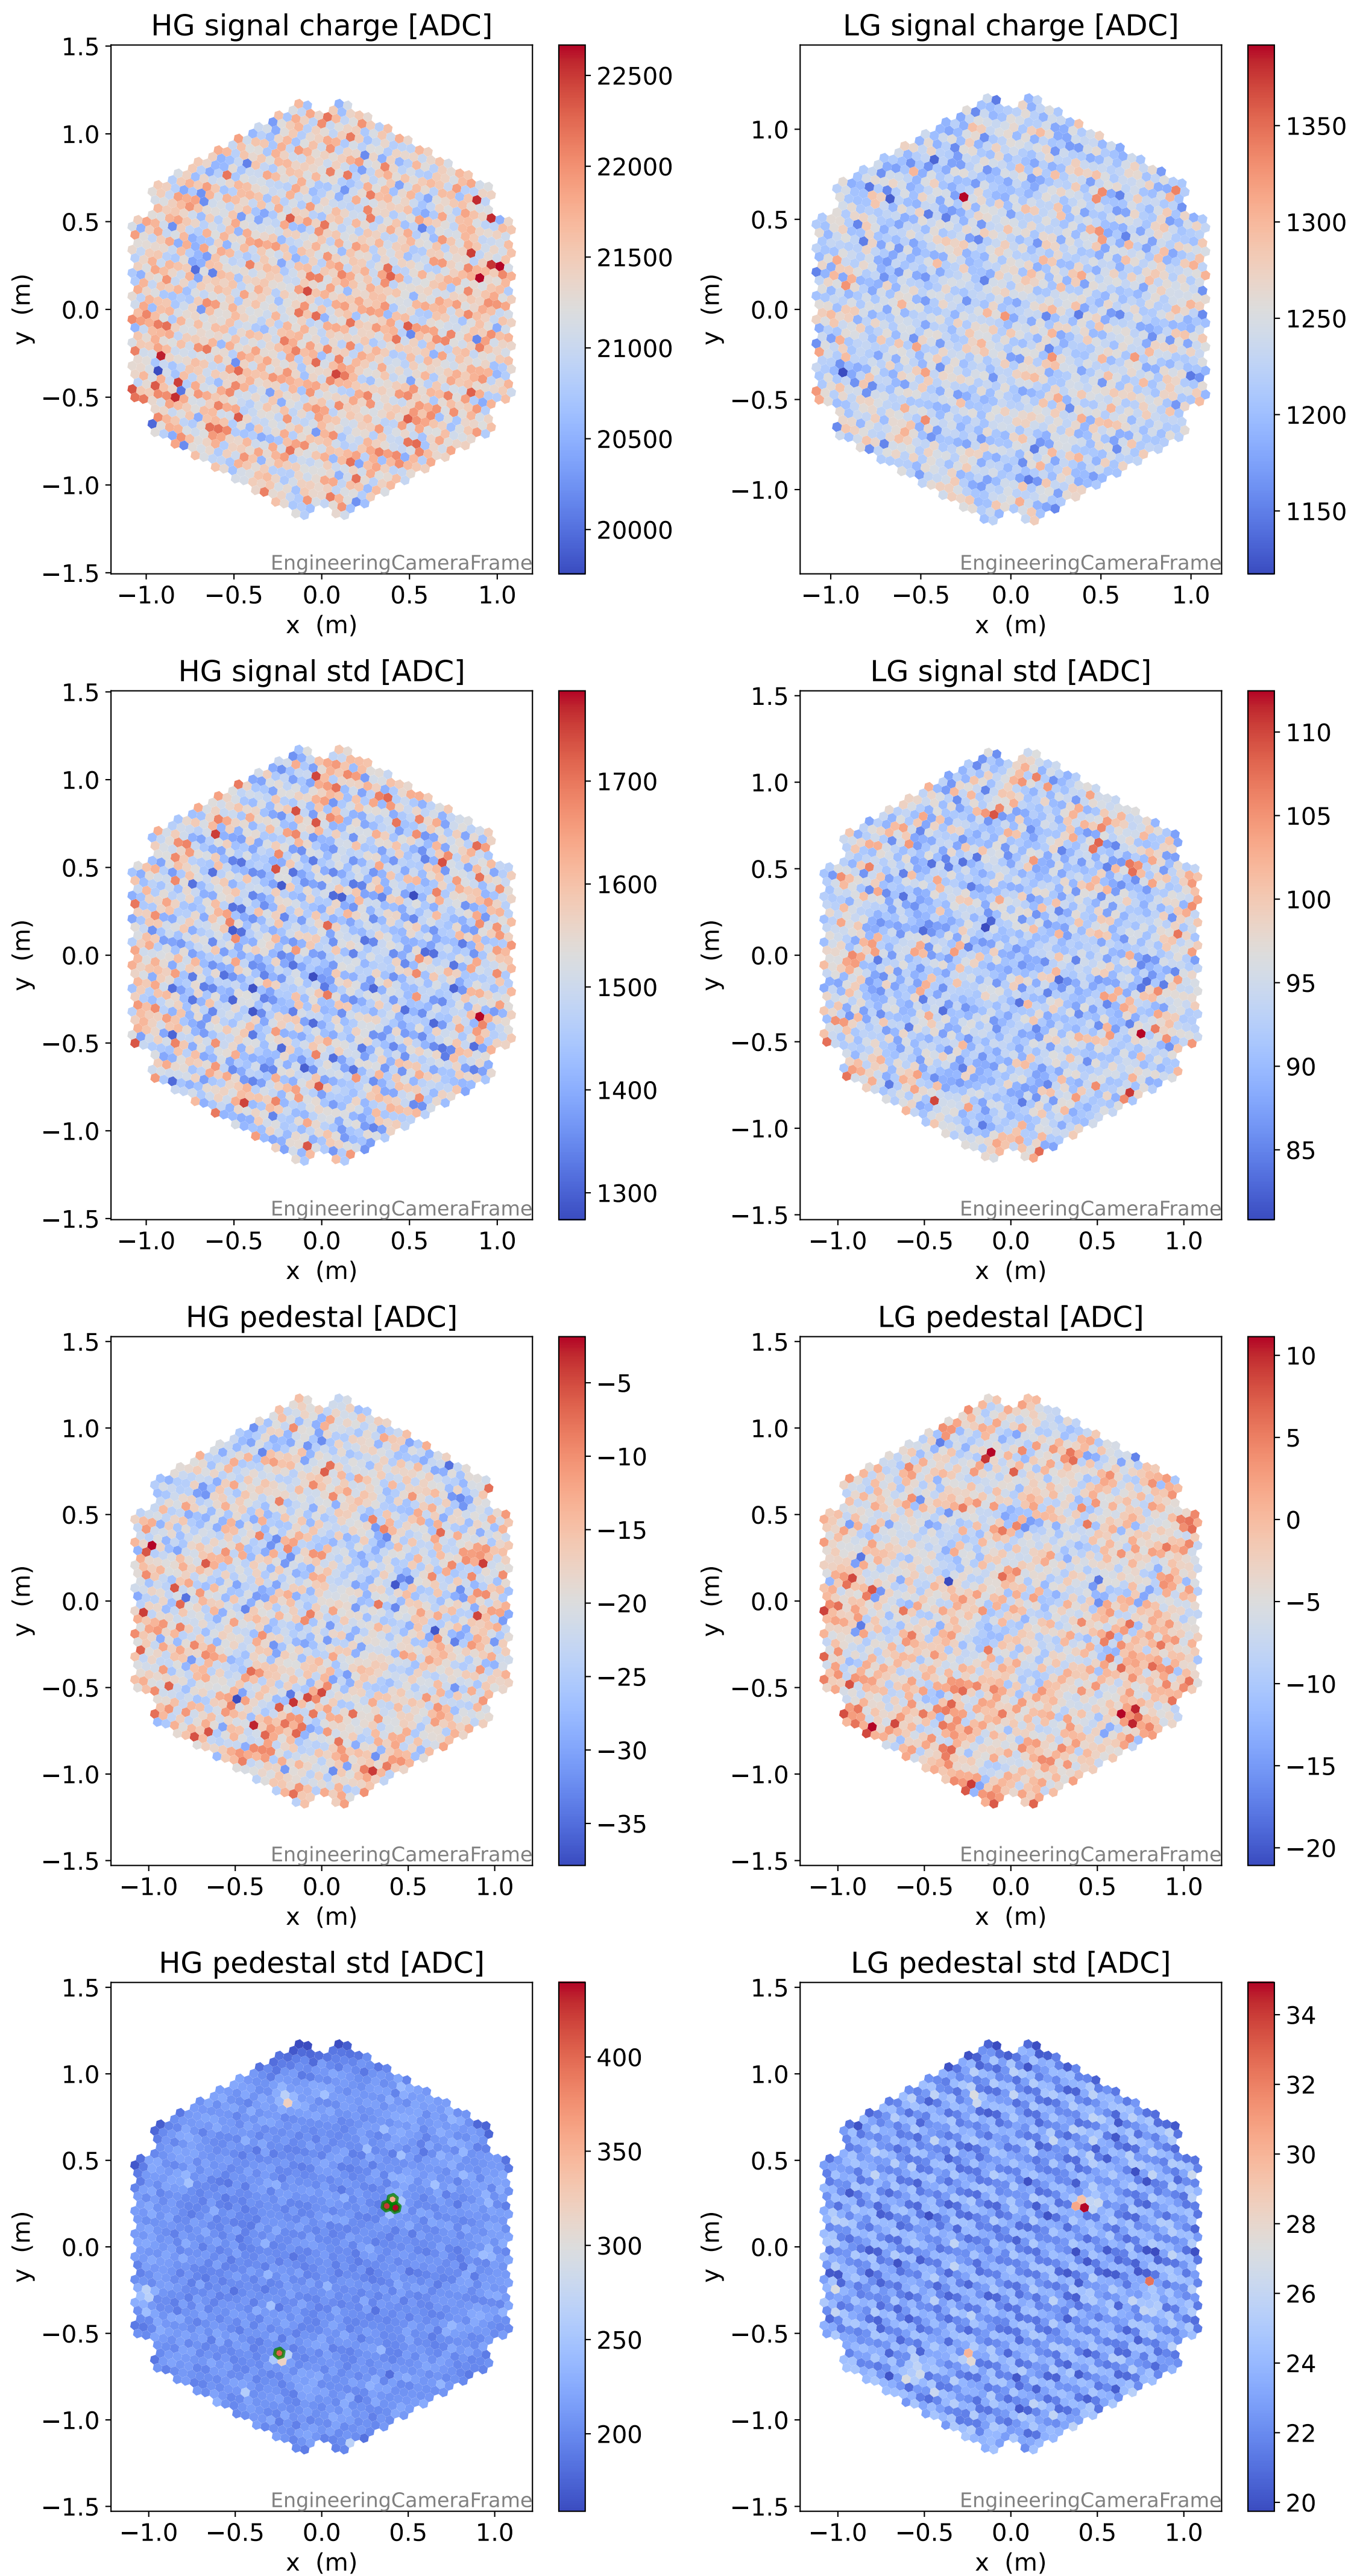 HG signal charge [ADC]
1.5
1.0
0.5
0.0
−0.5
−1.0
−1.5
y (m)
−1.0 −0.5 0.0 0.5 1.0
x (m)
EngineeringCameraFrame
22500
22000
21500
21000
20500
20000
LG signal charge [ADC]
1.0
0.5
0.0
−0.5
−1.0
y (m)
−1.0 −0.5 0.0 0.5 1.0
x (m)
EngineeringCameraFrame
1350
1300
1250
1200
1150
HG signal std [ADC]
1.5
1.0
0.5
0.0
−0.5
−1.0
−1.5
y (m)
−1.0 −0.5 0.0 0.5 1.0
x (m)
EngineeringCameraFrame
1700
1600
1500
1400
1300
LG signal std [ADC]
1.5
1.0
0.5
0.0
−0.5
−1.0
−1.5
y (m)
−1.0 −0.5 0.0 0.5 1.0
x (m)
EngineeringCameraFrame
110
105
100
95
90
85
HG pedestal [ADC]
1.5
1.0
0.5
0.0
−0.5
−1.0
−1.5
y (m)
−1.0 −0.5 0.0 0.5 1.0
x (m)
EngineeringCameraFrame
−5
−10
−15
−20
−25
−30
−35
LG pedestal [ADC]
1.5
1.0
0.5
0.0
−0.5
−1.0
−1.5
y (m)
−1.0 −0.5 0.0 0.5 1.0
x (m)
EngineeringCameraFrame
10
5
0
−5
−10
−15
−20
HG pedestal std [ADC]
1.5
1.0
0.5
0.0
−0.5
−1.0
−1.5
y (m)
−1.0 −0.5 0.0 0.5 1.0
x (m)
EngineeringCameraFrame
400
350
300
250
200
LG pedestal std [ADC]
1.5
1.0
0.5
0.0
−0.5
−1.0
−1.5
y (m)
−1.0 −0.5 0.0 0.5 1.0
x (m)
EngineeringCameraFrame
34
32
30
28
26
24
22
20